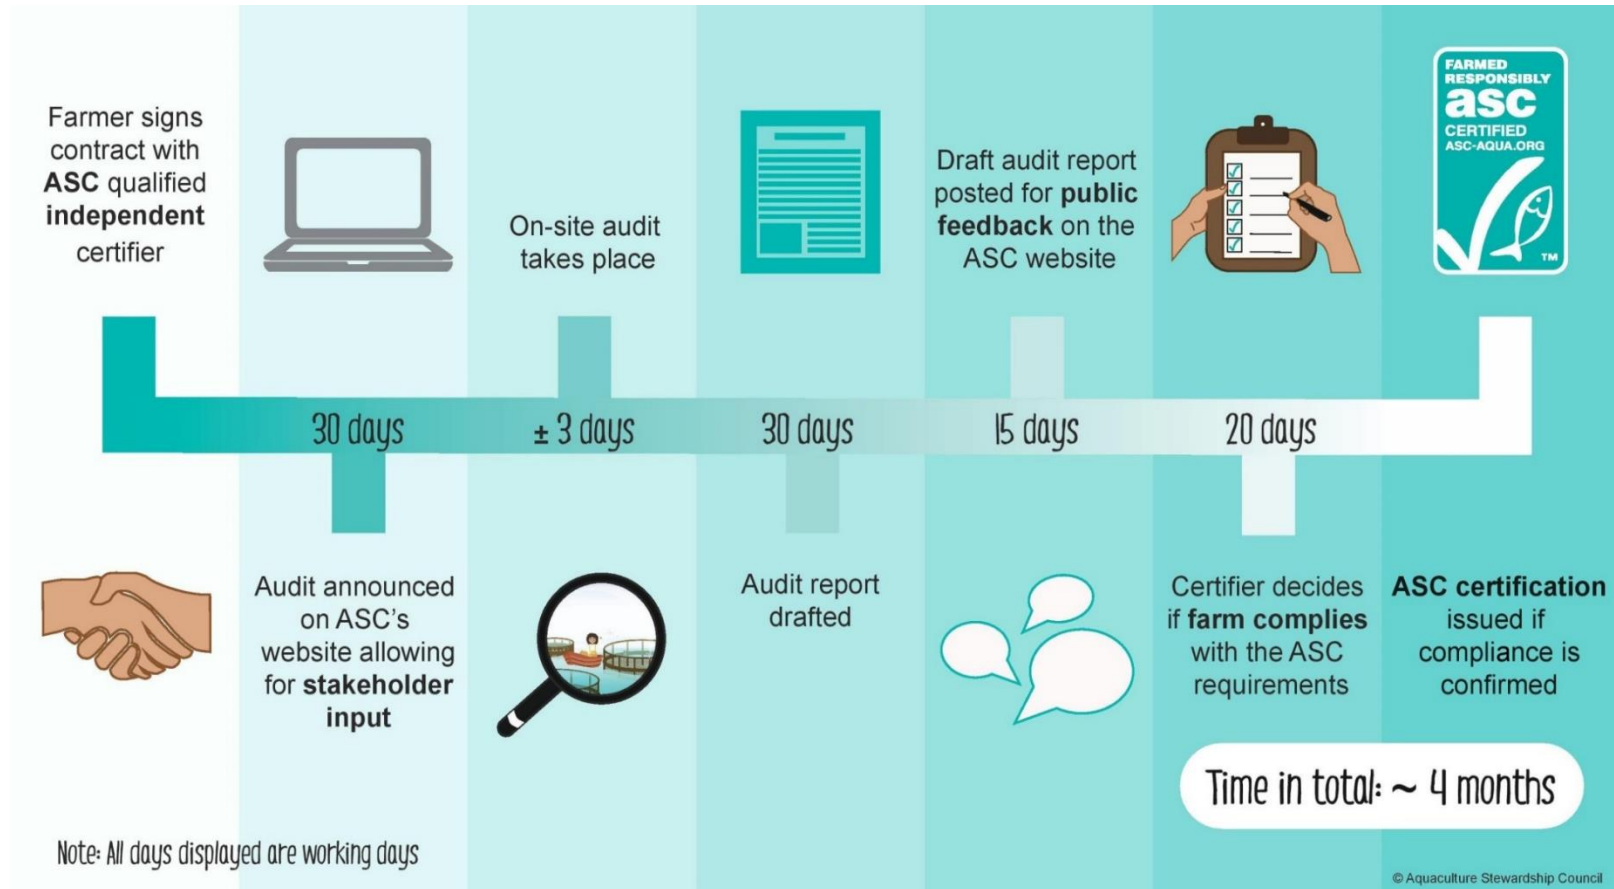 Farmer signs
contract with
ASC qualified
independent
certifier
30 days
Audit announced
on ASC's
website allowing
for stakeholder
input
On-site audit
takes place
± 3 days
30 days
Audit report
drafted
Draft audit report
posted for public
feedback on the
ASC website
15 days
20 days
Certifier decides
if farm complies
with the ASC
requirements
FARMED
RESPONSIBLY
asc
CERTIFIED
ASC-AQUA.ORG
TM
ASC certification
issued if
compliance is
confirmed
Time in total: ~ 4 months
Note: All days displayed are working days
© Aquaculture Stewardship Council